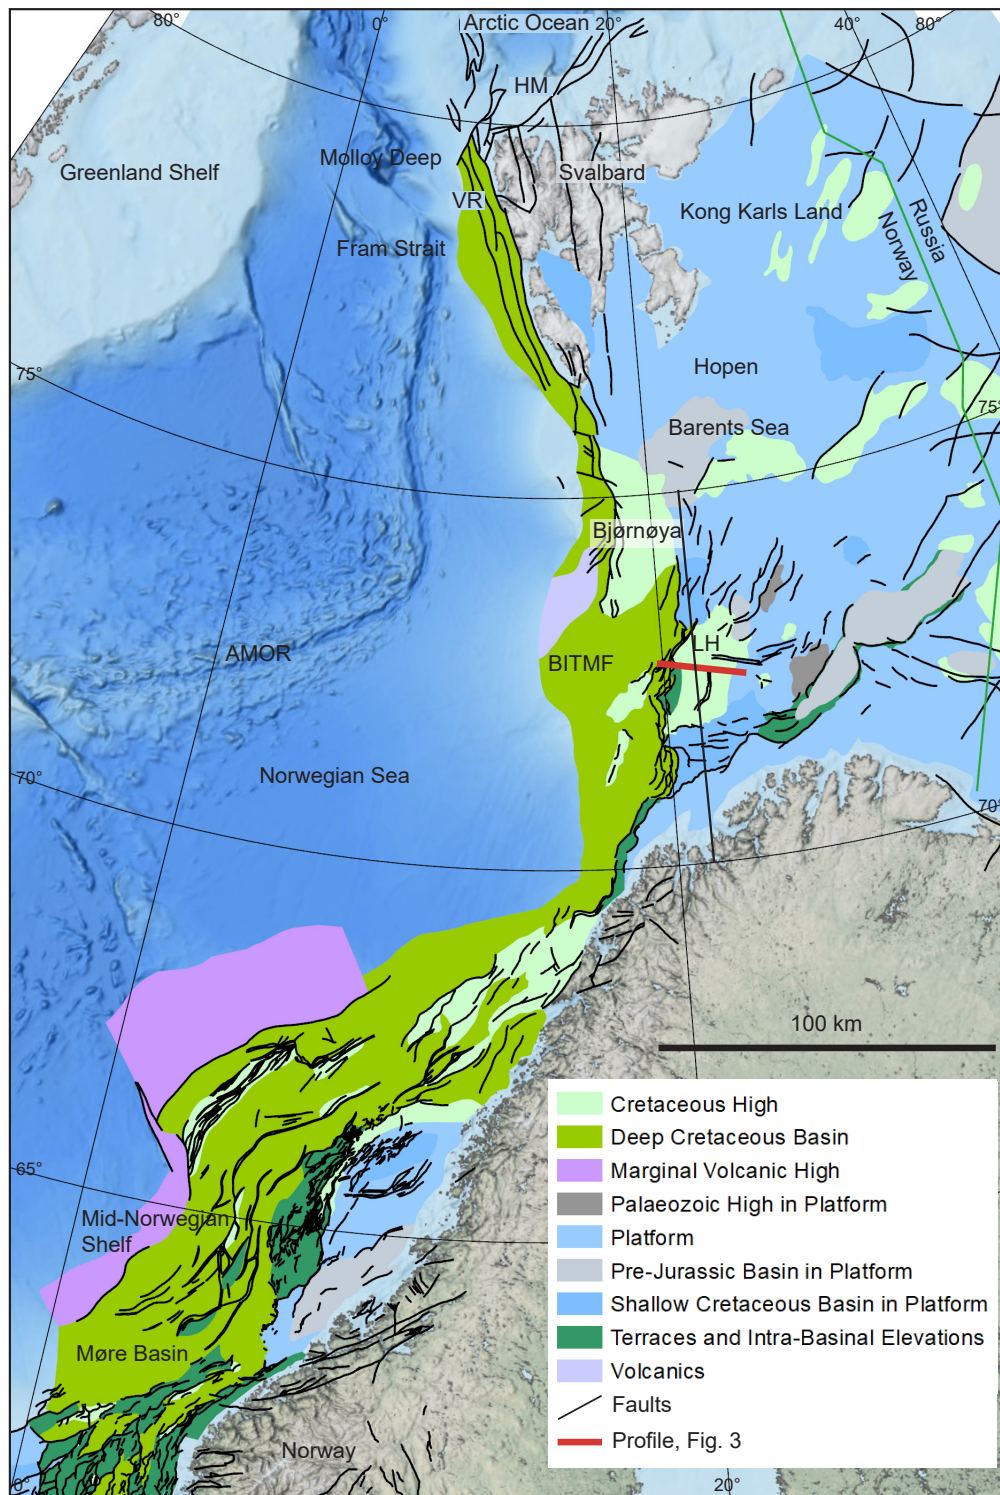 80°
0°
Arctic Ocean
20°
40°
80°
HM
Molloy Deep
Greenland Shelf
Svalbard
VR
Kong Karls Land
Russia
Norway
Fram Strait
Hopen
75°
75°
Barents Sea
Bjørnøya
LH
AMOR
BITMF
Norwegian Sea
70°
70°
100 km
Cretaceous High
Deep Cretaceous Basin
Marginal Volcanic High
Palaeozoic High in Platform
Platform
Pre-Jurassic Basin in Platform
Shallow Cretaceous Basin in Platform
Terraces and Intra-Basinal Elevations
Volcanics
Faults
Profile, Fig. 3
65°
Mid-Norwegian
Shelf
Møre Basin
Norway
0°
20°